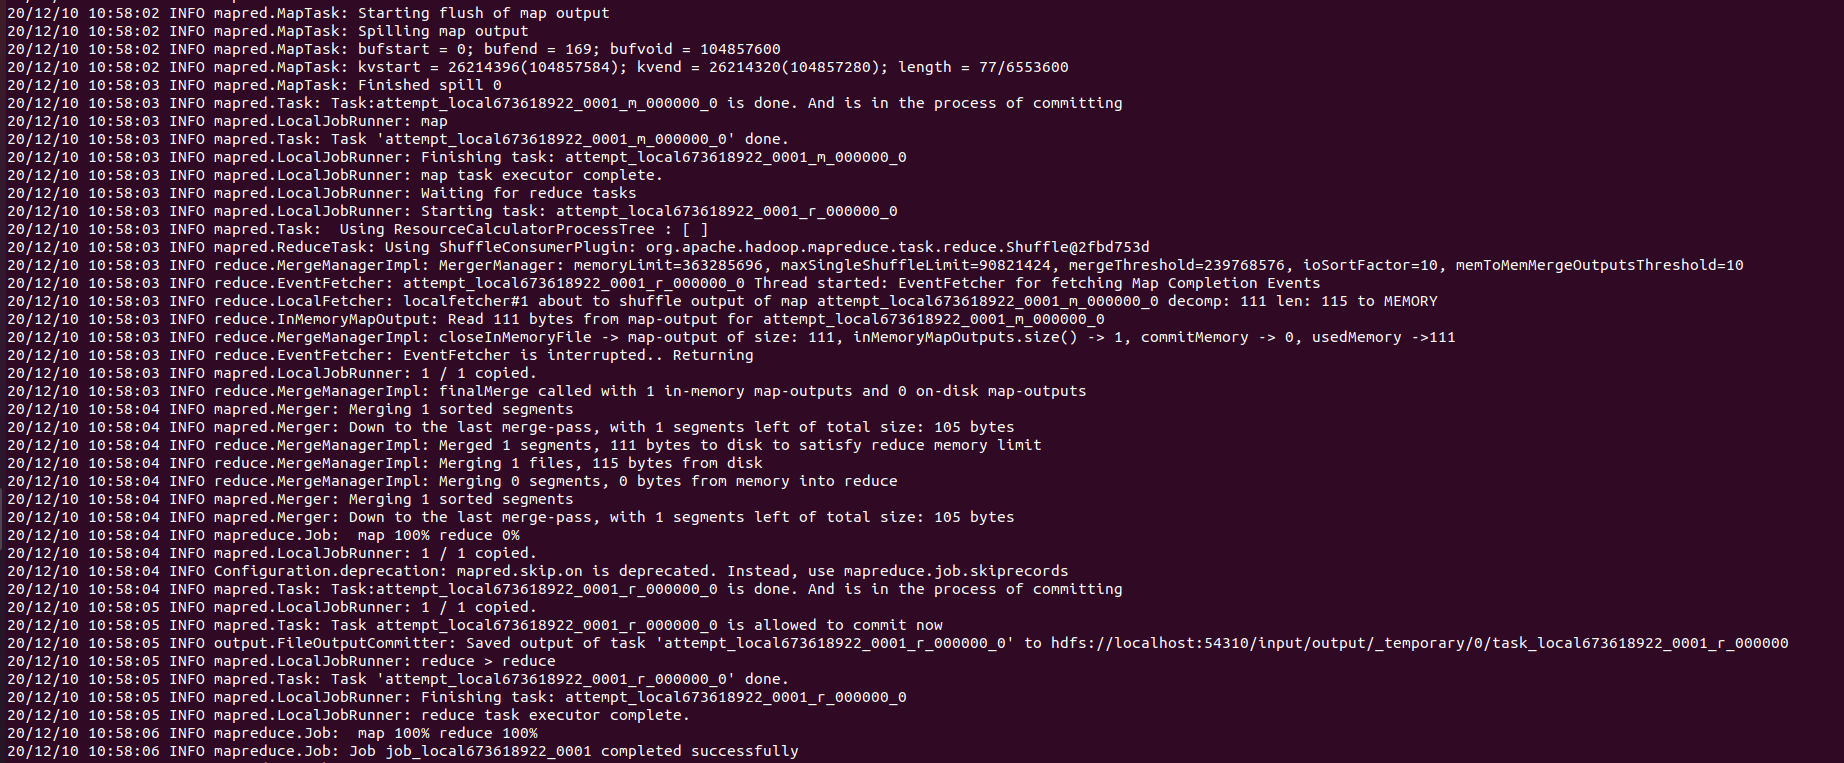 20/12/10 10:58:02 INFO mapred.MapTask: Starting flush of map output
20/12/10 10:58:02 INFO mapred.MapTask: Spilling map output
20/12/10 10:58:02 INFO mapred.MapTask: bufstart = 0; bufend = 169; bufvoid = 104857600
20/12/10 10:58:02 INFO mapred.MapTask: kvstart = 26214396(104857584); kvend = 26214320(104857280); length = 77/6553600
20/12/10 10:58:03 INFO mapred.MapTask: Finished spill 0
20/12/10 10:58:03 INFO mapred.Task: Task:attempt_local673618922_0001_m_000000_0 is done. And is in the process of committing
20/12/10 10:58:03 INFO mapred.LocalJobRunner: map
20/12/10 10:58:03 INFO mapred.Task: Task 'attempt_local673618922_0001_m_000000_0' done.
20/12/10 10:58:03 INFO mapred.LocalJobRunner: Finishing task: attempt_local673618922_0001_m_000000_0
20/12/10 10:58:03 INFO mapred.LocalJobRunner: map task executor complete.
20/12/10 10:58:03 INFO mapred.LocalJobRunner: Waiting for reduce tasks
20/12/10 10:58:03 INFO mapred.LocalJobRunner: Starting task: attempt_local673618922_0001_r_000000_0
20/12/10 10:58:03 INFO mapred.Task:  Using ResourceCalculatorProcessTree : [ ]
20/12/10 10:58:03 INFO mapred.ReduceTask: Using ShuffleConsumerPlugin: org.apache.hadoop.mapreduce.task.reduce.Shuffle@2fbd753d
20/12/10 10:58:03 INFO reduce.MergeManagerImpl: MergerManager: memoryLimit=363285696, maxSingleShuffleLimit=90821424, mergeThreshold=239768576, ioSortFactor=10, memToMemMergeOutputsThreshold=10
20/12/10 10:58:03 INFO reduce.EventFetcher: attempt_local673618922_0001_r_000000_0 Thread started: EventFetcher for fetching Map Completion Events
20/12/10 10:58:03 INFO reduce.LocalFetcher: localfetcher#1 about to shuffle output of map attempt_local673618922_0001_m_000000_0 decomp: 111 len: 115 to MEMORY
20/12/10 10:58:03 INFO reduce.InMemoryMapOutput: Read 111 bytes from map-output for attempt_local673618922_0001_m_000000_0
20/12/10 10:58:03 INFO reduce.MergeManagerImpl: closeInMemoryFile -> map-output of size: 111, inMemoryMapOutputs.size() -> 1, commitMemory -> 0, usedMemory ->111
20/12/10 10:58:03 INFO reduce.EventFetcher: EventFetcher is interrupted.. Returning
20/12/10 10:58:03 INFO mapred.LocalJobRunner: 1 / 1 copied.
20/12/10 10:58:03 INFO reduce.MergeManagerImpl: finalMerge called with 1 in-memory map-outputs and 0 on-disk map-outputs
20/12/10 10:58:04 INFO mapred.Merger: Merging 1 sorted segments
20/12/10 10:58:04 INFO mapred.Merger: Down to the last merge-pass, with 1 segments left of total size: 105 bytes
20/12/10 10:58:04 INFO reduce.MergeManagerImpl: Merged 1 segments, 111 bytes to disk to satisfy reduce memory limit
20/12/10 10:58:04 INFO reduce.MergeManagerImpl: Merging 1 files, 115 bytes from disk
20/12/10 10:58:04 INFO reduce.MergeManagerImpl: Merging 0 segments, 0 bytes from memory into reduce
20/12/10 10:58:04 INFO mapred.Merger: Merging 1 sorted segments
20/12/10 10:58:04 INFO mapred.Merger: Down to the last merge-pass, with 1 segments left of total size: 105 bytes
20/12/10 10:58:04 INFO mapreduce.Job:  map 100% reduce 0%
20/12/10 10:58:04 INFO mapred.LocalJobRunner: 1 / 1 copied.
20/12/10 10:58:04 INFO Configuration.deprecation: mapred.skip.on is deprecated. Instead, use mapreduce.job.skiprecords
20/12/10 10:58:04 INFO mapred.Task: Task:attempt_local673618922_0001_r_000000_0 is done. And is in the process of committing
20/12/10 10:58:05 INFO mapred.LocalJobRunner: 1 / 1 copied.
20/12/10 10:58:05 INFO mapred.Task: Task attempt_local673618922_0001_r_000000_0 is allowed to commit now
20/12/10 10:58:05 INFO output.FileOutputCommitter: Saved output of task 'attempt_local673618922_0001_r_000000_0' to hdfs://localhost:54310/input/output/_temporary/0/task_local673618922_0001_r_000000
20/12/10 10:58:05 INFO mapred.LocalJobRunner: reduce > reduce
20/12/10 10:58:05 INFO mapred.Task: Task 'attempt_local673618922_0001_r_000000_0' done.
20/12/10 10:58:05 INFO mapred.LocalJobRunner: Finishing task: attempt_local673618922_0001_r_000000_0
20/12/10 10:58:05 INFO mapred.LocalJobRunner: reduce task executor complete.
20/12/10 10:58:06 INFO mapreduce.Job:  map 100% reduce 100%
20/12/10 10:58:06 INFO mapreduce.Job: Job job_local673618922_0001 completed successfully